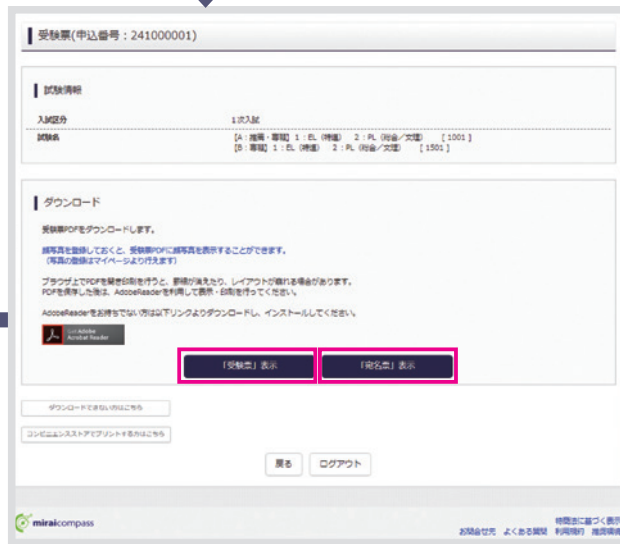 受験票(申込番号：241000001)
試験情報
入試区分 1次入試
試験名 [A：推薦・専願] 1：EL（特進） 2：PL（総合／文理） [ 1001 ]
[B：専願] 1：EL（特進） 2：PL（総合／文理） [ 1501 ]
ダウンロード
受験票PDFをダウンロードします。
顔写真を登録しておくと、受験票PDFに顔写真を表示することができます。
（写真の登録はマイページより行えます）
ブラウザ上でPDFを開き印刷を行うと、罫線が消えたり、レイアウトが崩れる場合があります。
PDFを保存した後は、AdobeReaderを利用して表示・印刷を行ってください。
AdobeReaderをお持ちでない方は以下リンクよりダウンロードし、インストールしてください。
Get Adobe
Acrobat Reader
「受験票」表示 「宛名票」表示
ダウンロードできない方はこちら
コンビニエンスストアでプリントする方はこちら
戻る ログアウト
miraicompass
特商法に基づく表示
お問合せ先 よくある質問 利用規約 推奨環境